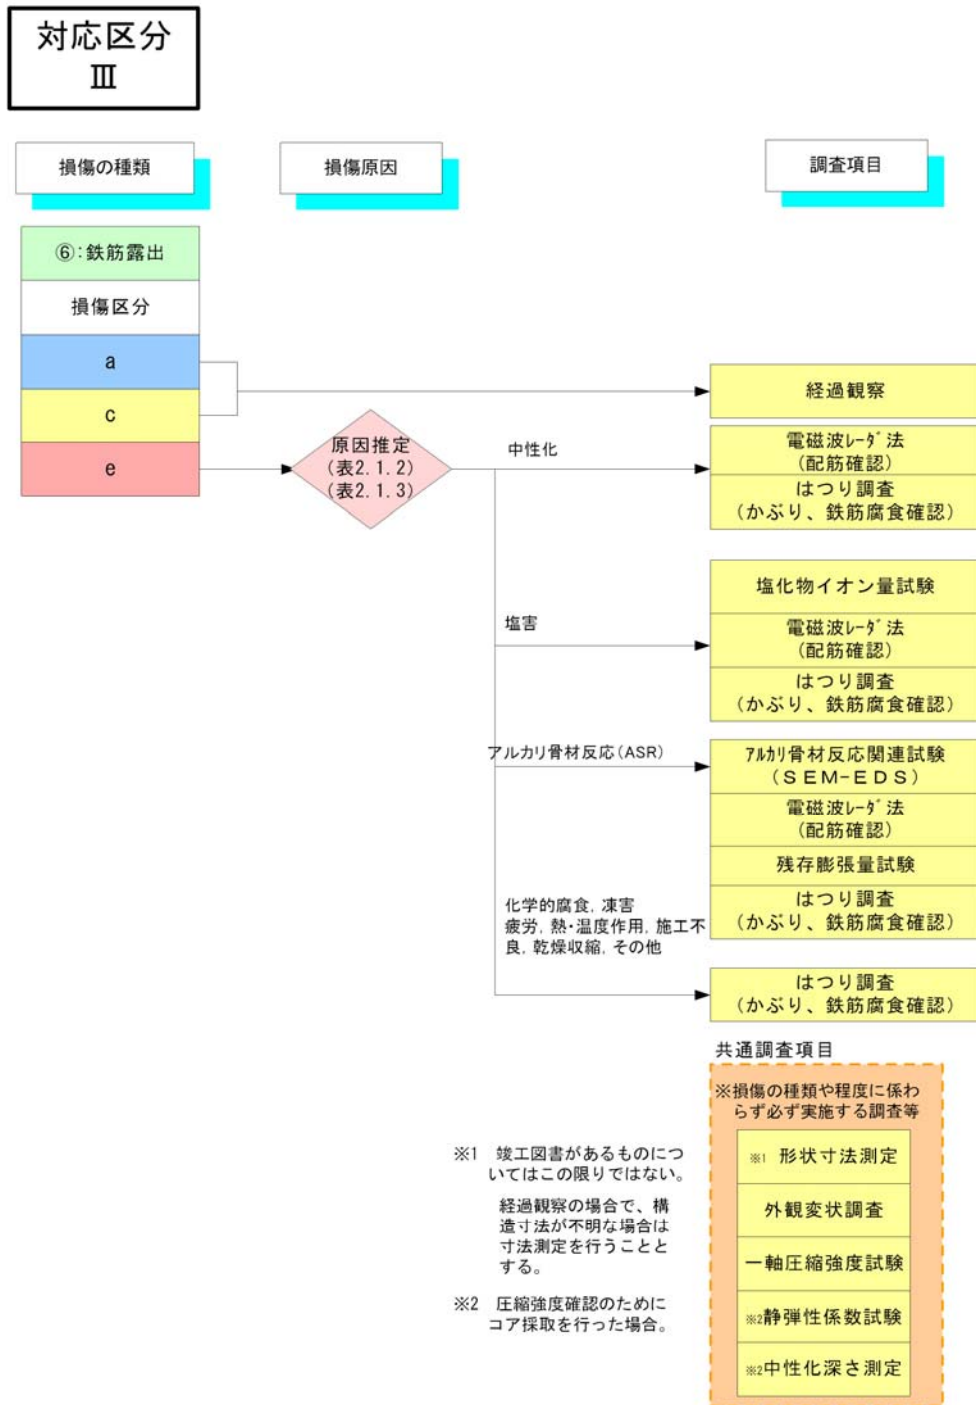 対応区分
Ⅲ
損傷の種類
損傷原因
調査項目
⑥:鉄筋露出
損傷区分
a
c
e
原因推定
(表2.1.2)
(表2.1.3)
経過観察
中性化
電磁波ﾚｰﾀﾞ法
(配筋確認)
はつり調査
(かぶり、鉄筋腐食確認)
塩害
塩化物イオン量試験
電磁波ﾚｰﾀﾞ法
(配筋確認)
はつり調査
(かぶり、鉄筋腐食確認)
アルカリ骨材反応(ASR)
ｱﾙｶﾘ骨材反応関連試験
(ＳＥＭ-ＥＤＳ)
電磁波ﾚｰﾀﾞ法
(配筋確認)
残存膨張量試験
はつり調査
(かぶり、鉄筋腐食確認)
化学的腐食, 凍害
疲労, 熱・温度作用, 施工不
良, 乾燥収縮, その他
はつり調査
(かぶり、鉄筋腐食確認)
共通調査項目
※損傷の種類や程度に係わ
らず必ず実施する調査等
※1 形状寸法測定
外観変状調査
一軸圧縮強度試験
※2静弾性係数試験
※2中性化深さ測定
※1 竣工図書があるものにつ
いてはこの限りではない。
経過観察の場合で、構
造寸法が不明な場合は
寸法測定を行うことと
する。
※2 圧縮強度確認のために
コア採取を行った場合。